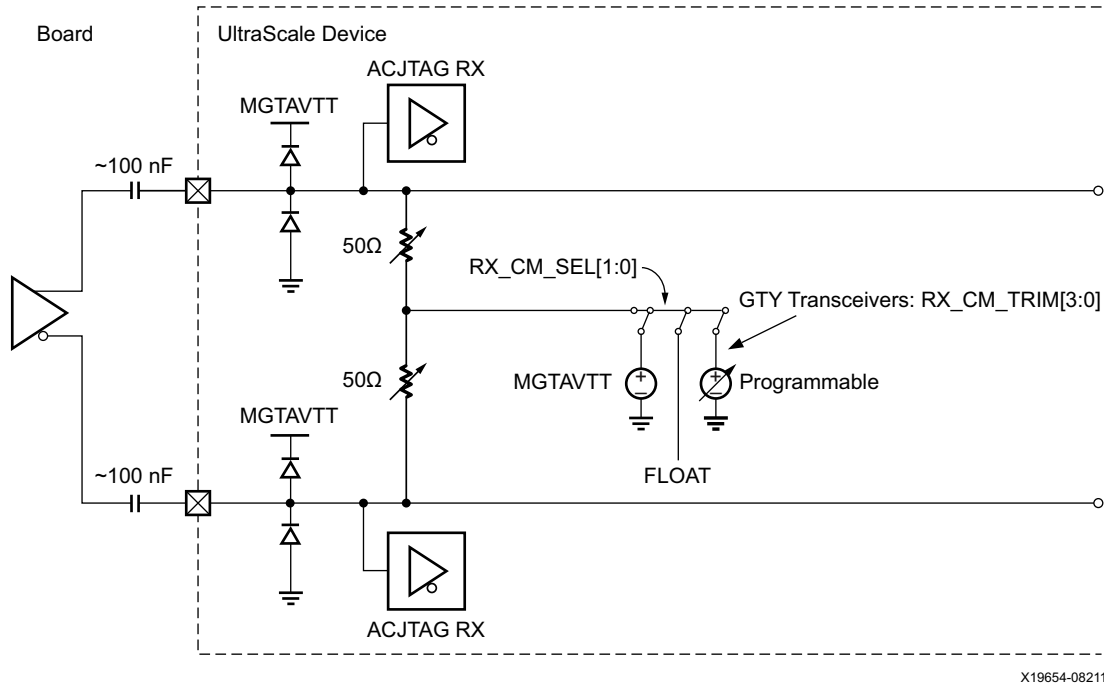 Board
UltraScale Device
ACJTAG RX
MGTAVTT
~100 nF
50Ω
RX_CM_SEL[1:0]
GTY Transceivers: RX_CM_TRIM[3:0]
50Ω
MGTAVTT
+
−
+
−
Programmable
MGTAVTT
~100 nF
FLOAT
ACJTAG RX
X19654-08211